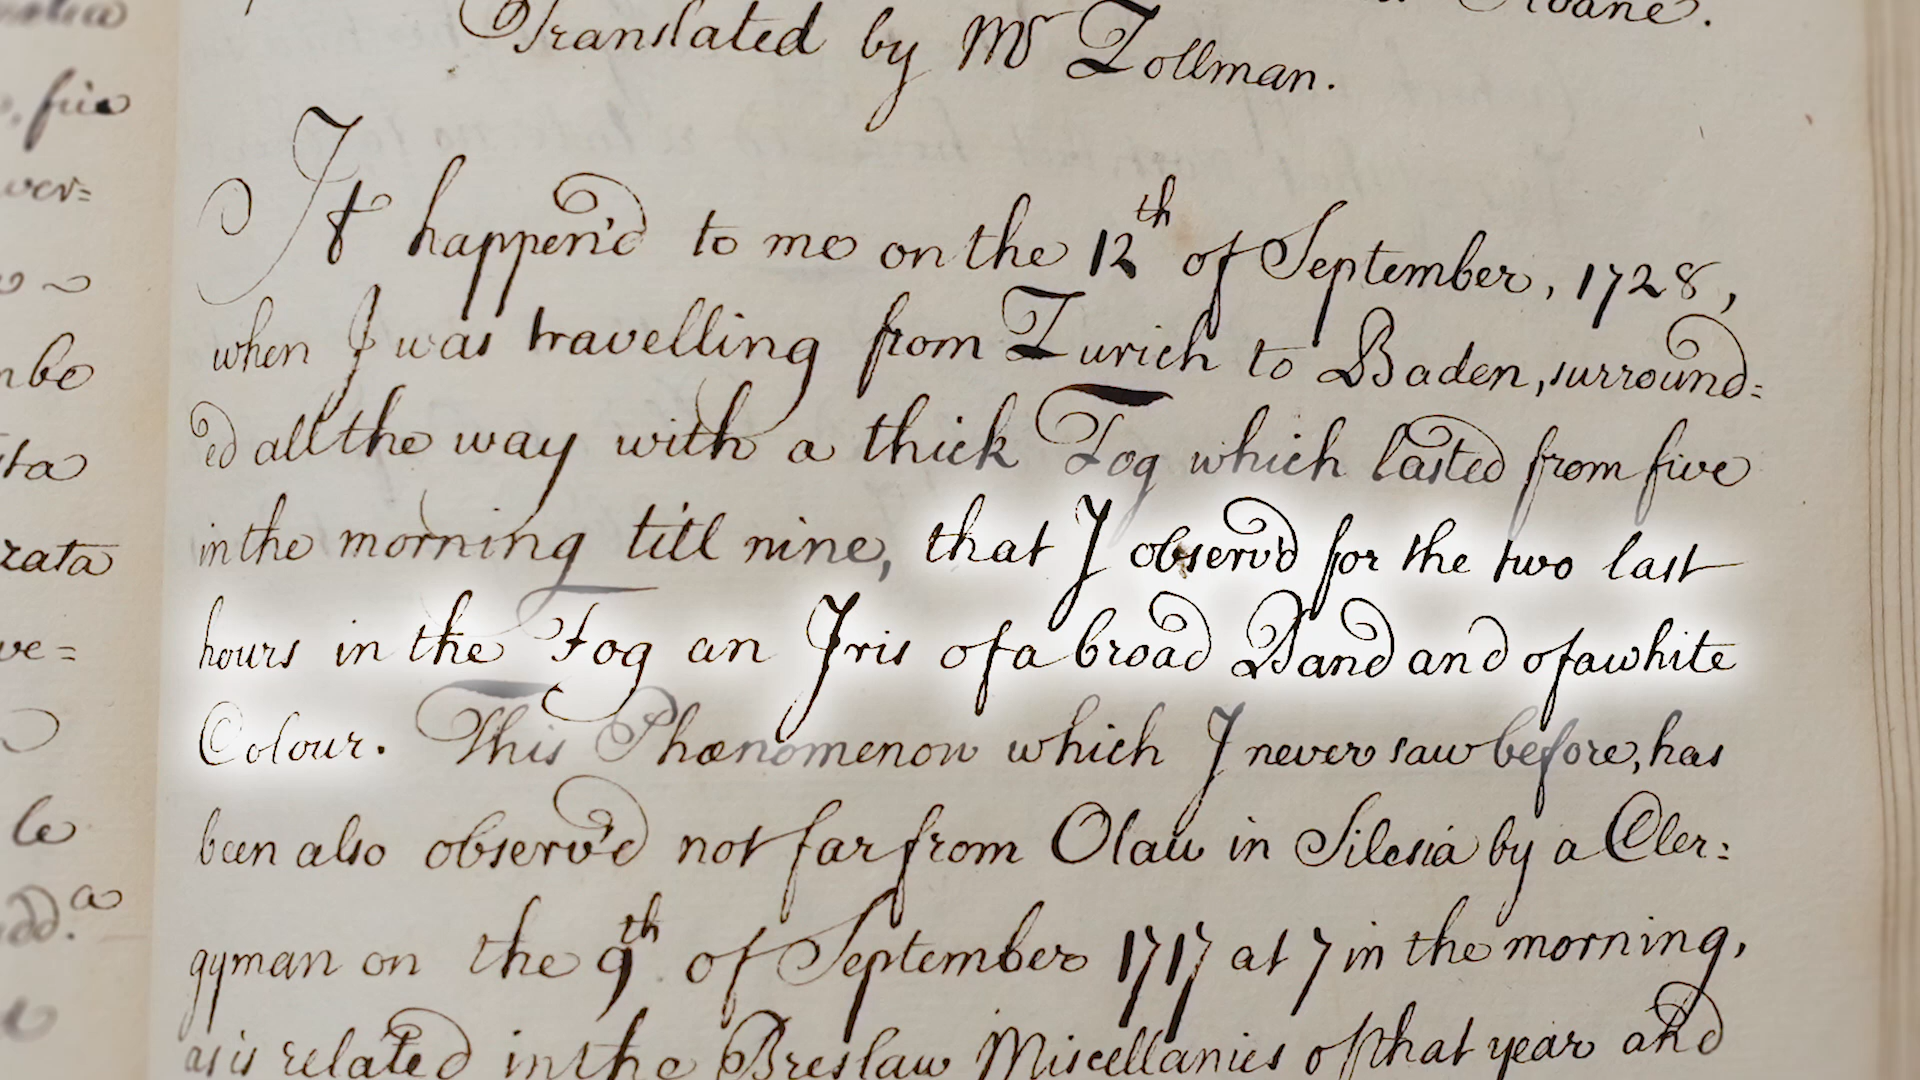 Sloane.
Translated by Mr Zollman.
It happen'd to me on the 12th of September, 1728,
when I was travelling from Zurich to Baden, surround=
ed all the way with a thick Fog which lasted from five
in the morning till nine, that I observ'd for the two last
hours in the Fog an Iris of a broad Band and of a white
Colour. This Phænomenon which I never saw before, has
been also observ'd not far from Olaw in Silesia by a Cler=
gyman on the 9th of September 1717 at 7 in the morning,
as is related in the Breslaw Miscellanies of that year and